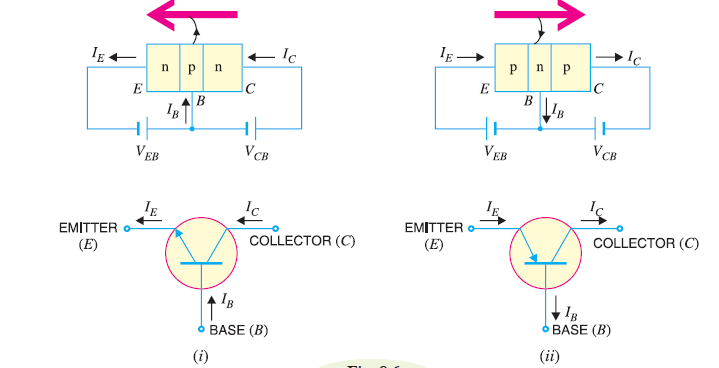 I_E I_C
n p n
E B C
I_B
V_EB V_CB
I_E I_C
EMITTER (E) COLLECTOR (C)
I_B
BASE (B)
(i)
I_E I_C
p n p
E B C
I_B
V_EB V_CB
I_E I_C
EMITTER (E) COLLECTOR (C)
I_B
BASE (B)
(ii)